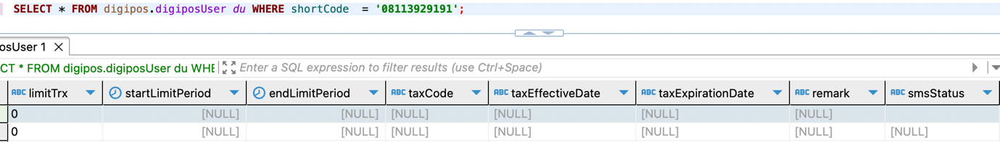 SELECT * FROM digipos.digiposUser du WHERE shortCode = '08113929191';
osUser 1
CT * FROM digipos.digiposUser du WHE Enter a SQL expression to filter results (use Ctrl+Space)
ABC limitTrx startLimitPeriod endLimitPeriod ABC taxCode ABC taxEffectiveDate ABC taxExpirationDate ABC remark ABC smsStatus
0 [NULL] [NULL] [NULL] [NULL] [NULL] [NULL]
0 [NULL] [NULL] [NULL] [NULL] [NULL] [NULL] [NULL]